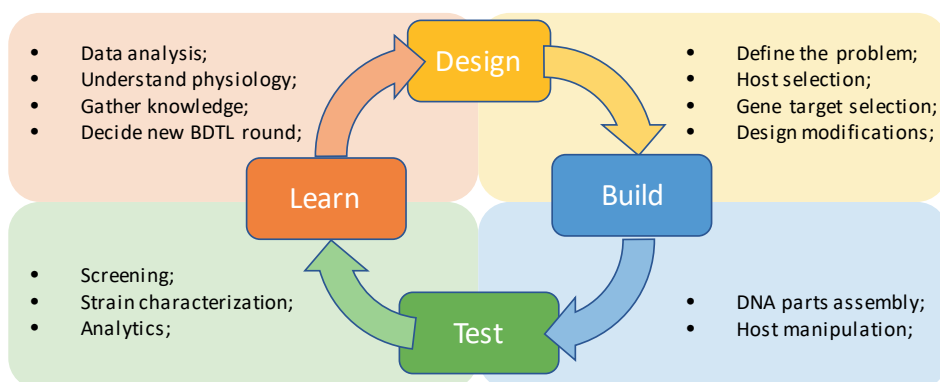 • Data analysis;
• Understand physiology;
• Gather knowledge;
• Decide new BDTL round;
Design
• Define the problem;
• Host selection;
• Gene target selection;
• Design modifications;
Learn
Build
• Screening;
• Strain characterization;
• Analytics;
Test
• DNA parts assembly;
• Host manipulation;